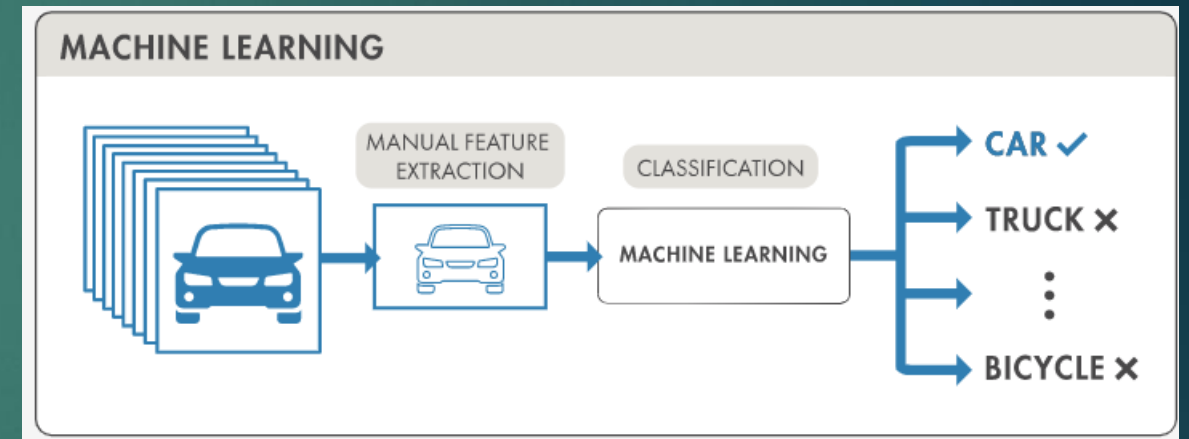 MACHINE LEARNING
MANUAL FEATURE
EXTRACTION
CLASSIFICATION
MACHINE LEARNING
CAR ✓
TRUCK ✕
⋮
BICYCLE ✕